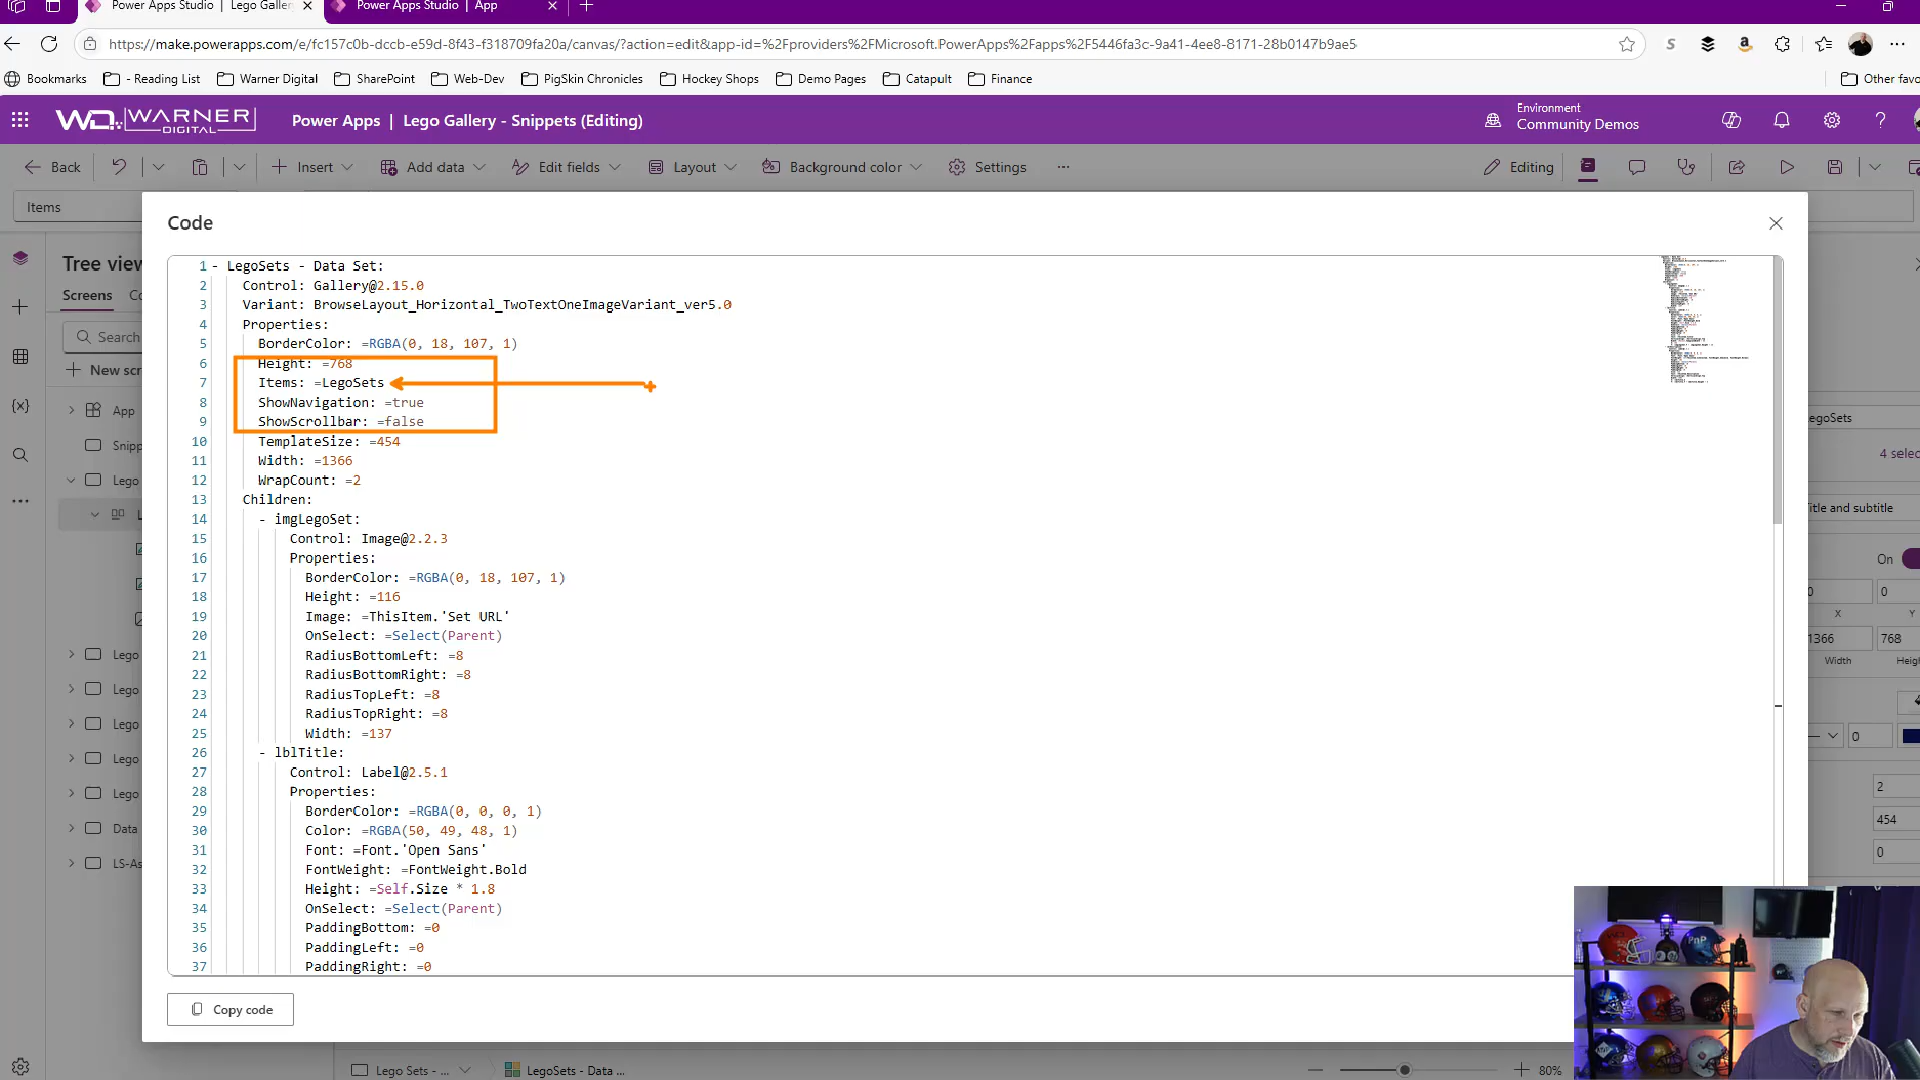 Power Apps Studio | Lego Galler
Power Apps Studio | App
https://make.powerapps.com/e/fc157c0b-dccb-e59d-8f43-f318709fa20a/canvas/?action=edit&app-id=%2Fproviders%2FMicrosoft.PowerApps%2Fapps%2F5446fa3c-9a41-4ee8-8171-28b0147b9ae5
Bookmarks
- Reading List
Warner Digital
SharePoint
Web-Dev
PigSkin Chronicles
Hockey Shops
Demo Pages
Catapult
Finance
Other favo
WD WARNER DIGITAL
Power Apps | Lego Gallery - Snippets (Editing)
Environment
Community Demos
Back
Insert
Add data
Edit fields
Layout
Background color
Settings
Editing
Items
Tree view
Screens
Search
New scr
App
Snipp
Lego
L
Lego
Lego
Lego
Lego
Lego
Data
LS-As
Code
1 - LegoSets - Data Set:
2 Control: Gallery@2.15.0
3 Variant: BrowseLayout_Horizontal_TwoTextOneImageVariant_ver5.0
4 Properties:
5 BorderColor: =RGBA(0, 18, 107, 1)
6 Height: =768
7 Items: =LegoSets
8 ShowNavigation: =true
9 ShowScrollbar: =false
10 TemplateSize: =454
11 Width: =1366
12 WrapCount: =2
13 Children:
14 - imgLegoSet:
15 Control: Image@2.2.3
16 Properties:
17 BorderColor: =RGBA(0, 18, 107, 1)
18 Height: =116
19 Image: =ThisItem.'Set URL'
20 OnSelect: =Select(Parent)
21 RadiusBottomLeft: =8
22 RadiusBottomRight: =8
23 RadiusTopLeft: =8
24 RadiusTopRight: =8
25 Width: =137
26 - lblTitle:
27 Control: Label@2.5.1
28 Properties:
29 BorderColor: =RGBA(0, 0, 0, 1)
30 Color: =RGBA(50, 49, 48, 1)
31 Font: =Font.'Open Sans'
32 FontWeight: =FontWeight.Bold
33 Height: =Self.Size * 1.8
34 OnSelect: =Select(Parent)
35 PaddingBottom: =0
36 PaddingLeft: =0
37 PaddingRight: =0
Copy code
egoSets
4 selec
itle and subtitle
On
0 0
X Y
1366 768
Width Heigh
0
2
454
0
Lego Sets - ...
LegoSets - Data ...
80%
PnP